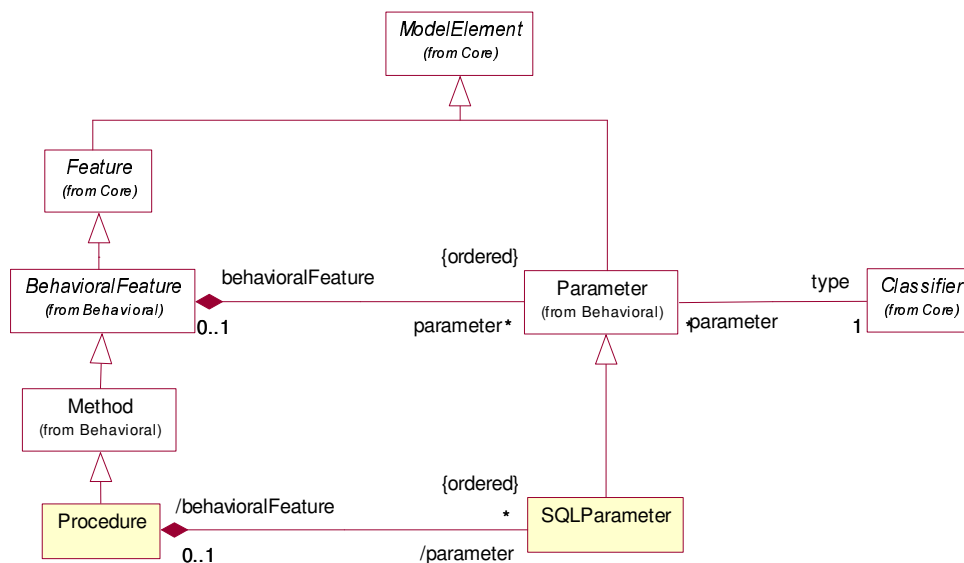 ModelElement
(from Core)
Feature
(from Core)
behavioralFeature
{ordered}
BehavioralFeature
(from Behavioral)
0..1
parameter*
Parameter
(from Behavioral)
*parameter
type
1
Classifier
(from Core)
Method
(from Behavioral)
Procedure
/behavioralFeature
0..1
{ordered}
*
/parameter
SQLParameter